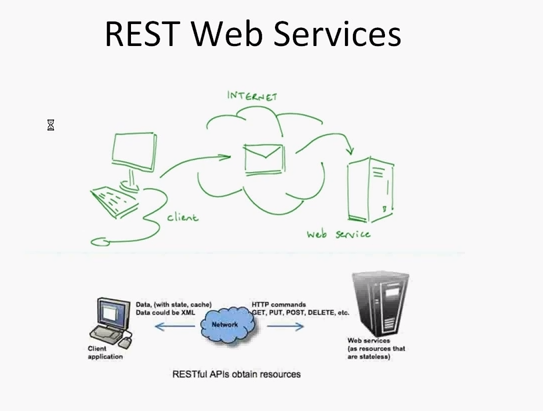 REST Web Services
INTERNET
client
Web service
Data, (with state, cache)
Data could be XML
HTTP commands
GET, PUT, POST, DELETE, etc.
Network
Client
application
Web services
(as resources that
are stateless)
RESTful APIs obtain resources